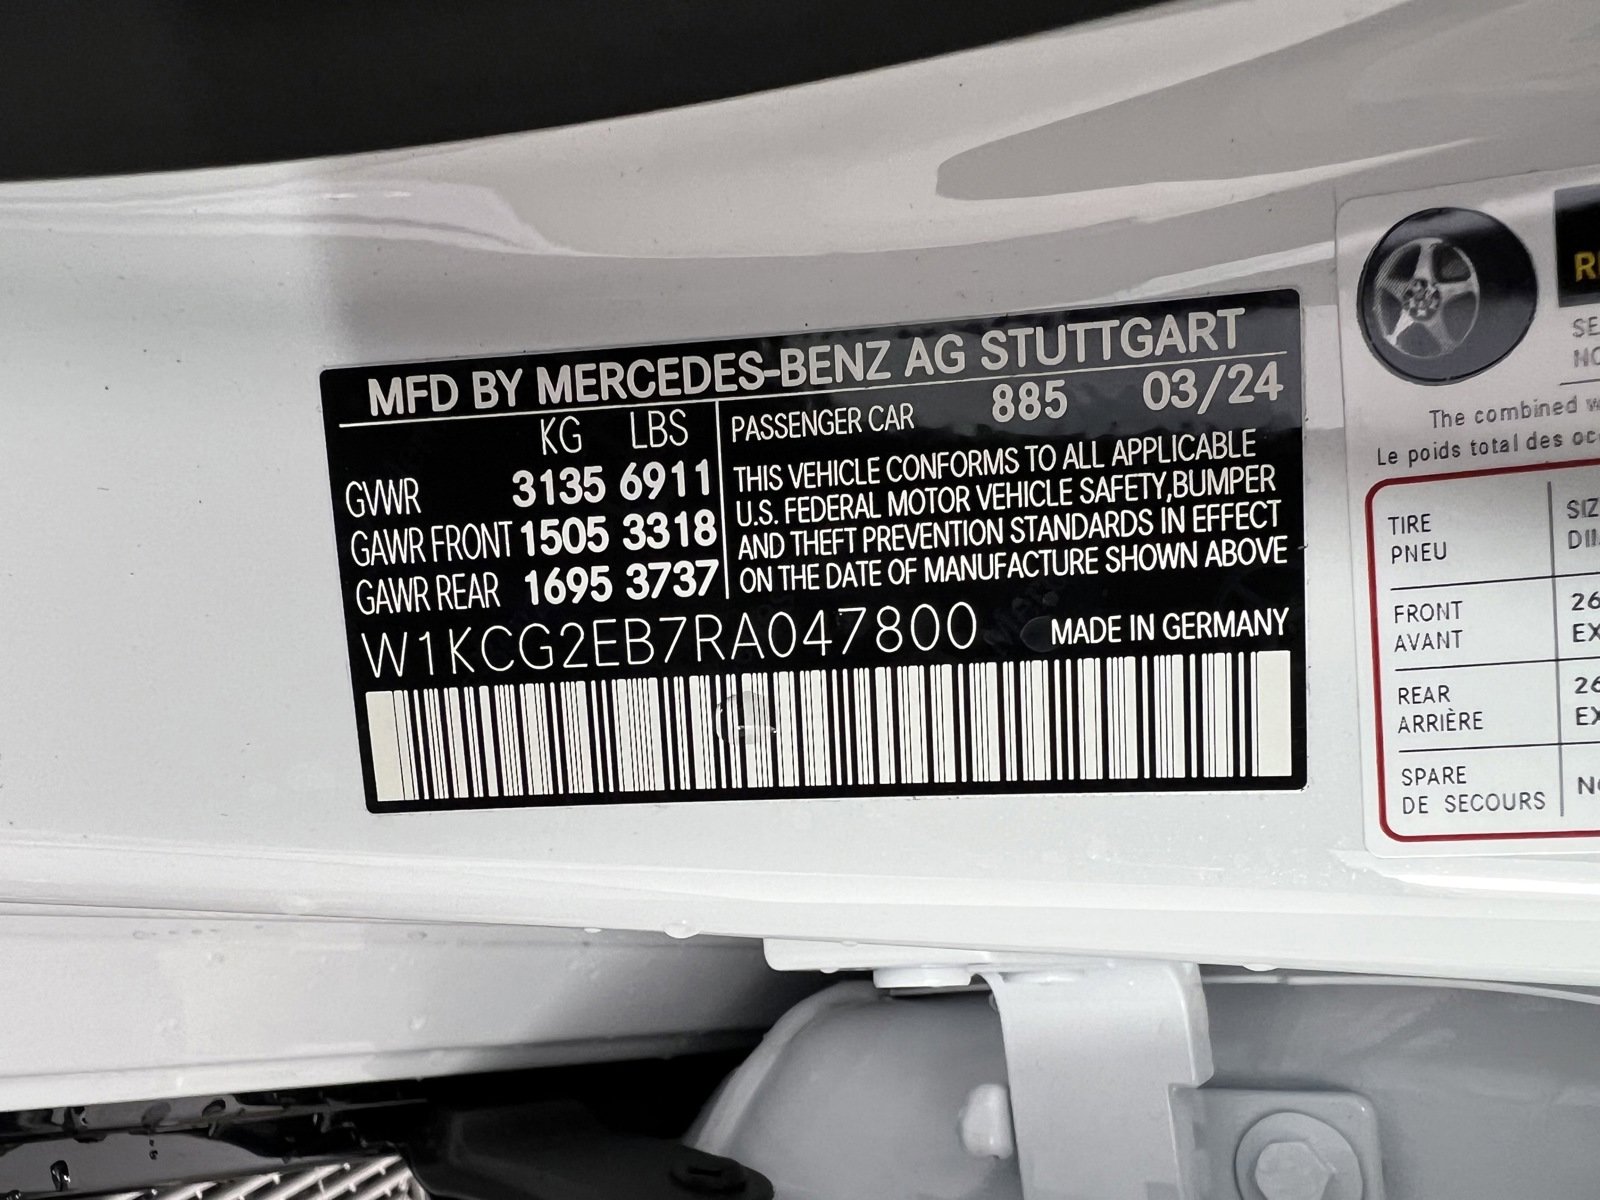 MFD BY MERCEDES-BENZ AG STUTTGART
KG LBS
GVWR 3135 6911
GAWR FRONT 1505 3318
GAWR REAR 1695 3737
PASSENGER CAR 885 03/24
THIS VEHICLE CONFORMS TO ALL APPLICABLE
U.S. FEDERAL MOTOR VEHICLE SAFETY,BUMPER
AND THEFT PREVENTION STANDARDS IN EFFECT
ON THE DATE OF MANUFACTURE SHOWN ABOVE
W1KCG2EB7RA047800
MADE IN GERMANY
The combined
Le poids total des
TIRE
PNEU
FRONT
AVANT
REAR
ARRIÈRE
SPARE
DE SECOURS